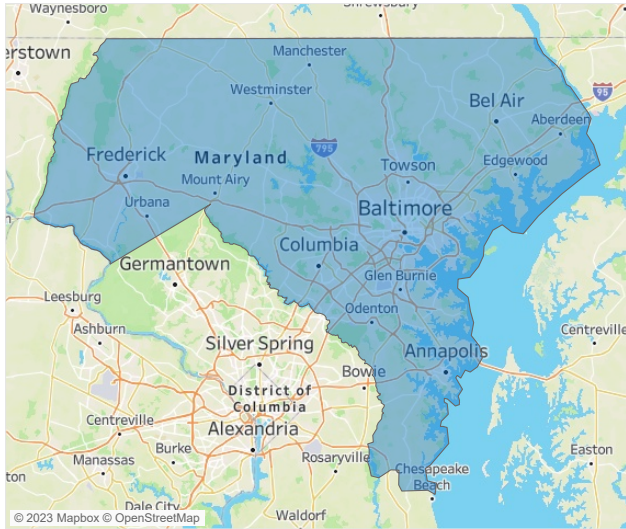 Waynesboro
Shrewsbury
erstown
Manchester
Westminster
95
Bel Air
Aberdeen
795
Maryland
Frederick
Towson
Edgewood
Mount Airy
Urbana
Baltimore
Columbia
Germantown
Glen Burnie
Leesburg
Odenton
Ashburn
Centreville
Silver Spring
Annapolis
Bowie
District of
Columbia
Centreville
Alexandria
Burke
Rosaryville
Easton
Manassas
Chesapeake
Beach
ton
Dale City
Waldorf
© 2023 Mapbox © OpenStreetMap